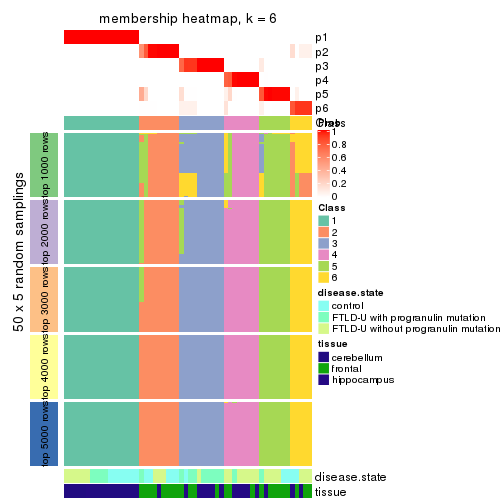 membership heatmap, k = 6
p1
p2
p3
p4
p5
p6
Class
Prob
1
0.8
0.6
0.4
0.2
0
Class
1
2
3
4
5
6
disease.state
control
FTLD-U with progranulin mutation
FTLD-U without progranulin mutation
tissue
cerebellum
frontal
hippocampus
50 x 5 random samplings
top 1000 rows
top 2000 rows
top 3000 rows
top 4000 rows
top 5000 rows
disease.state
tissue